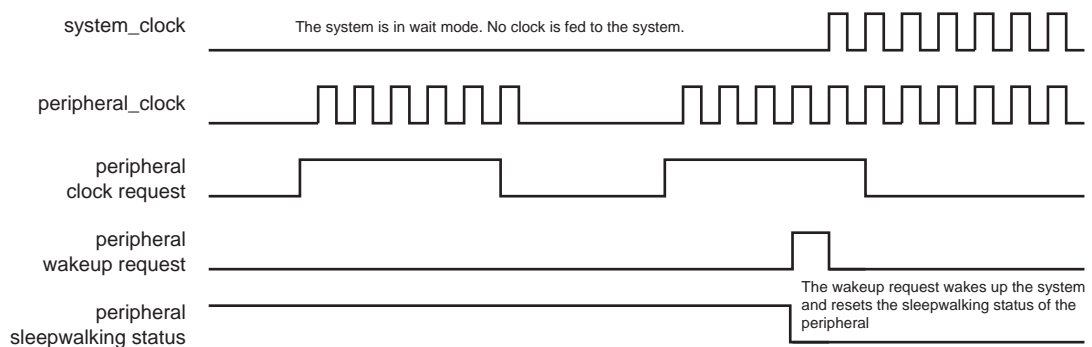 system_clock
The system is in wait mode. No clock is fed to the system.
peripheral_clock
peripheral
clock request
peripheral
wakeup request
The wakeup request wakes up the system
and resets the sleepwalking status of the
peripheral
peripheral
sleepwalking status